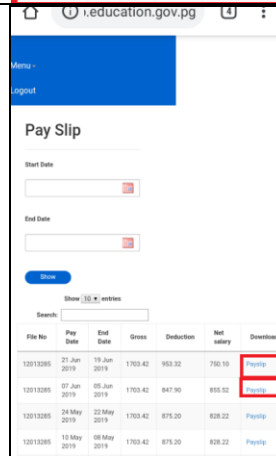 .education.gov.pg 4
Menu -
Logout
Pay Slip
Start Date
End Date
Show
Show 10 entries
Search:
File No Pay Date End Date Gross Deduction Net salary Download
12013285 21 Jun 2019 19 Jun 2019 1703.42 953.32 750.10 Payslip
12013285 07 Jun 2019 05 Jun 2019 1703.42 847.90 855.52 Payslip
12013285 24 May 2019 22 May 2019 1703.42 875.20 828.22 Payslip
12013285 10 May 2019 08 May 2019 1703.42 875.20 828.22 Payslip